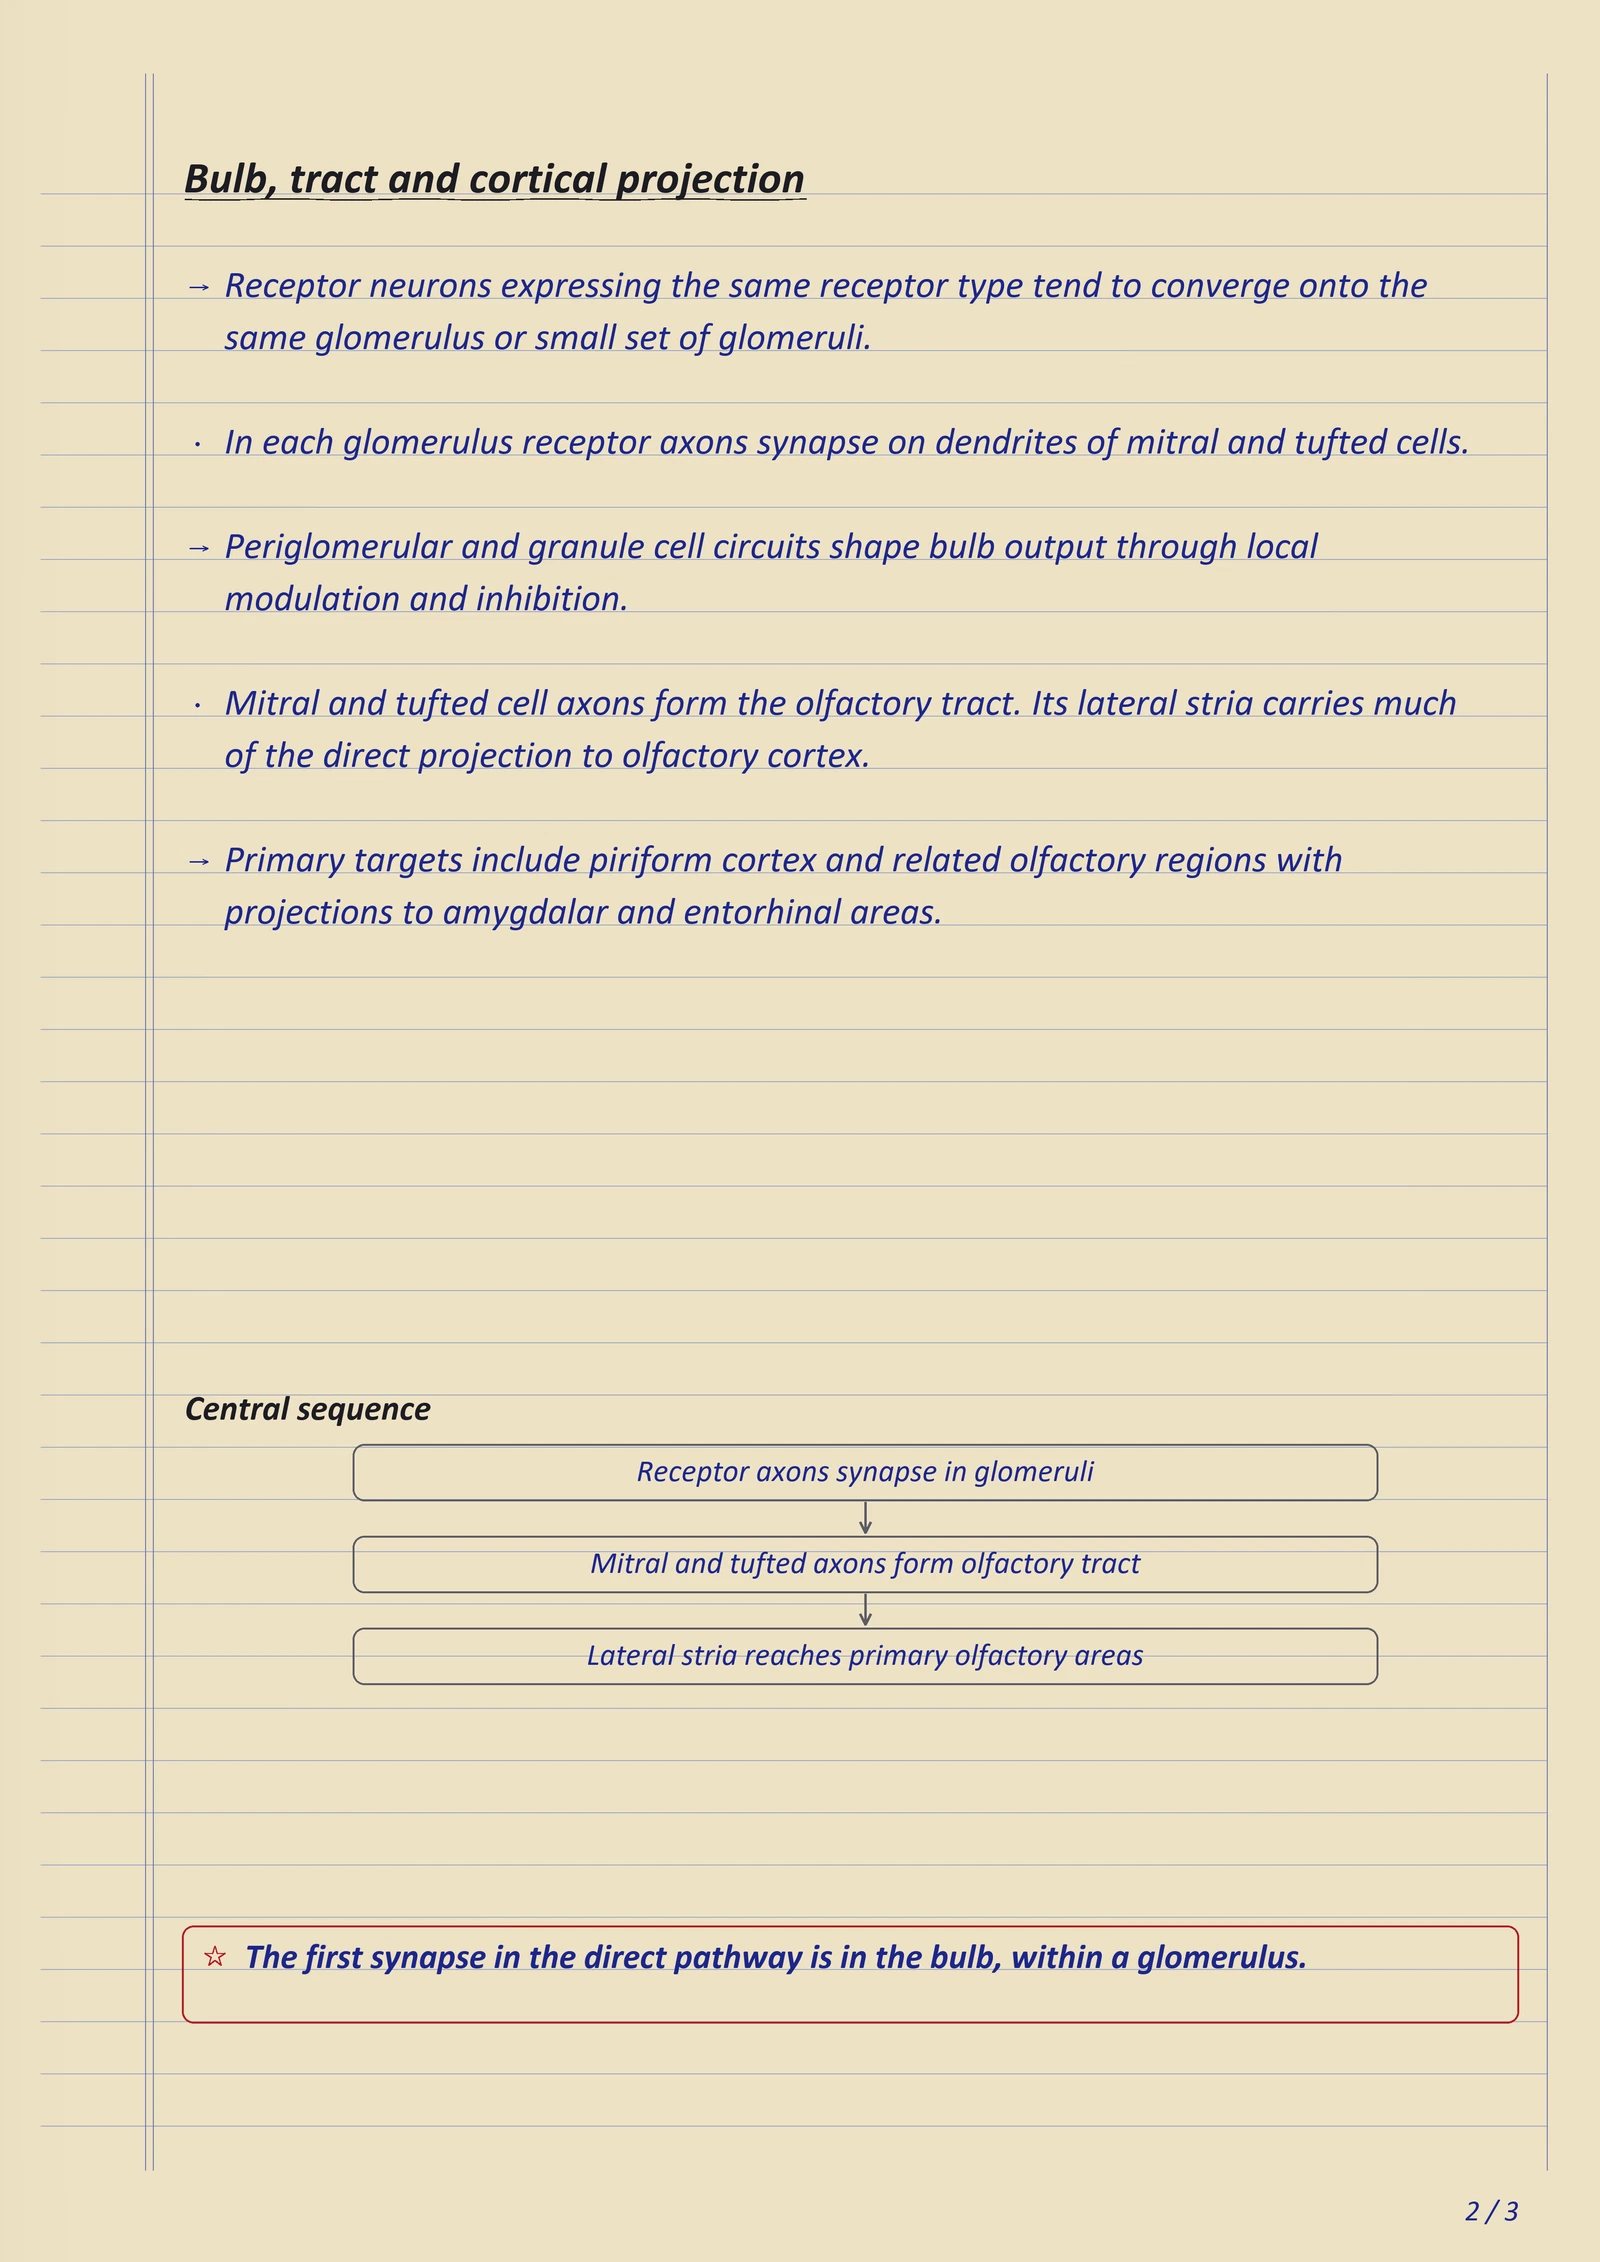 Bulb, tract and cortical projection
→ Receptor neurons expressing the same receptor type tend to converge onto the
same glomerulus or small set of glomeruli.
· In each glomerulus receptor axons synapse on dendrites of mitral and tufted cells.
→ Periglomerular and granule cell circuits shape bulb output through local
modulation and inhibition.
· Mitral and tufted cell axons form the olfactory tract. Its lateral stria carries much
of the direct projection to olfactory cortex.
→ Primary targets include piriform cortex and related olfactory regions with
projections to amygdalar and entorhinal areas.
Central sequence
Receptor axons synapse in glomeruli
Mitral and tufted axons form olfactory tract
Lateral stria reaches primary olfactory areas
☆ The first synapse in the direct pathway is in the bulb, within a glomerulus.
2 / 3